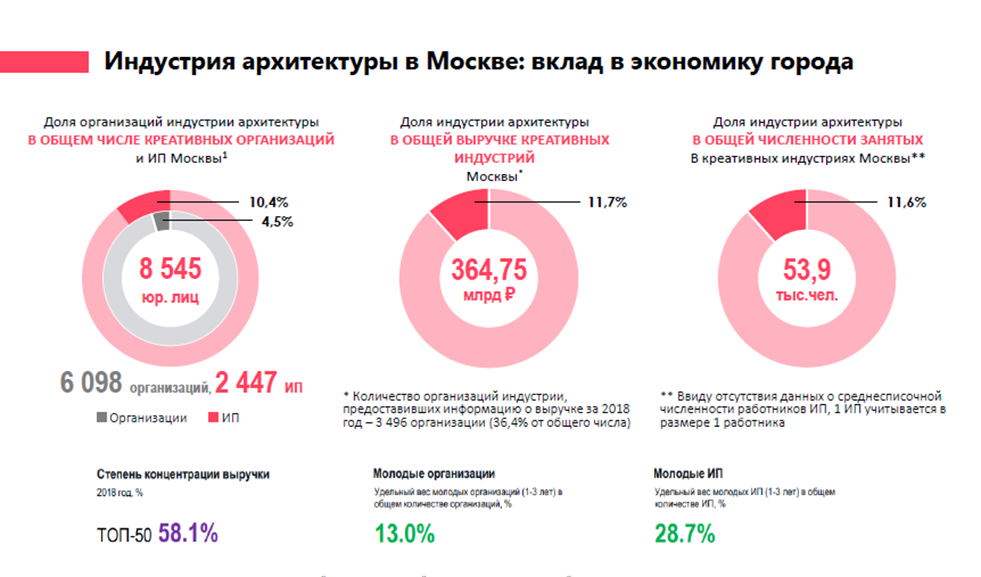 Индустрия архитектуры в Москве: вклад в экономику города
Доля организаций индустрии архитектуры
В ОБЩЕМ ЧИСЛЕ КРЕАТИВНЫХ ОРГАНИЗАЦИЙ
и ИП Москвы1
10,4%
4,5%
8 545
юр. лиц
6 098 организаций, 2 447 ИП
Организации ИП
Доля индустрии архитектуры
В ОБЩЕЙ ВЫРУЧКЕ КРЕАТИВНЫХ
ИНДУСТРИЙ
Москвы*
11,7%
364,75
млрд ₽
* Количество организаций индустрии,
предоставивших информацию о выручке за 2018
год – 3 496 организации (36,4% от общего числа)
Доля индустрии архитектуры
В ОБЩЕЙ ЧИСЛЕННОСТИ ЗАНЯТЫХ
В креативных индустриях Москвы**
11,6%
53,9
тыс.чел.
** Ввиду отсутствия данных о среднесписочной
численности работников ИП, 1 ИП учитывается в
размере 1 работника
Степень концентрации выручки
2018 год, %
ТОП-50 58.1%
Молодые организации
Удельный вес молодых организаций (1-3 лет) в
общем количестве организаций, %
13.0%
Молодые ИП
Удельный вес молодых ИП (1-3 лет) в общем
количестве ИП, %
28.7%